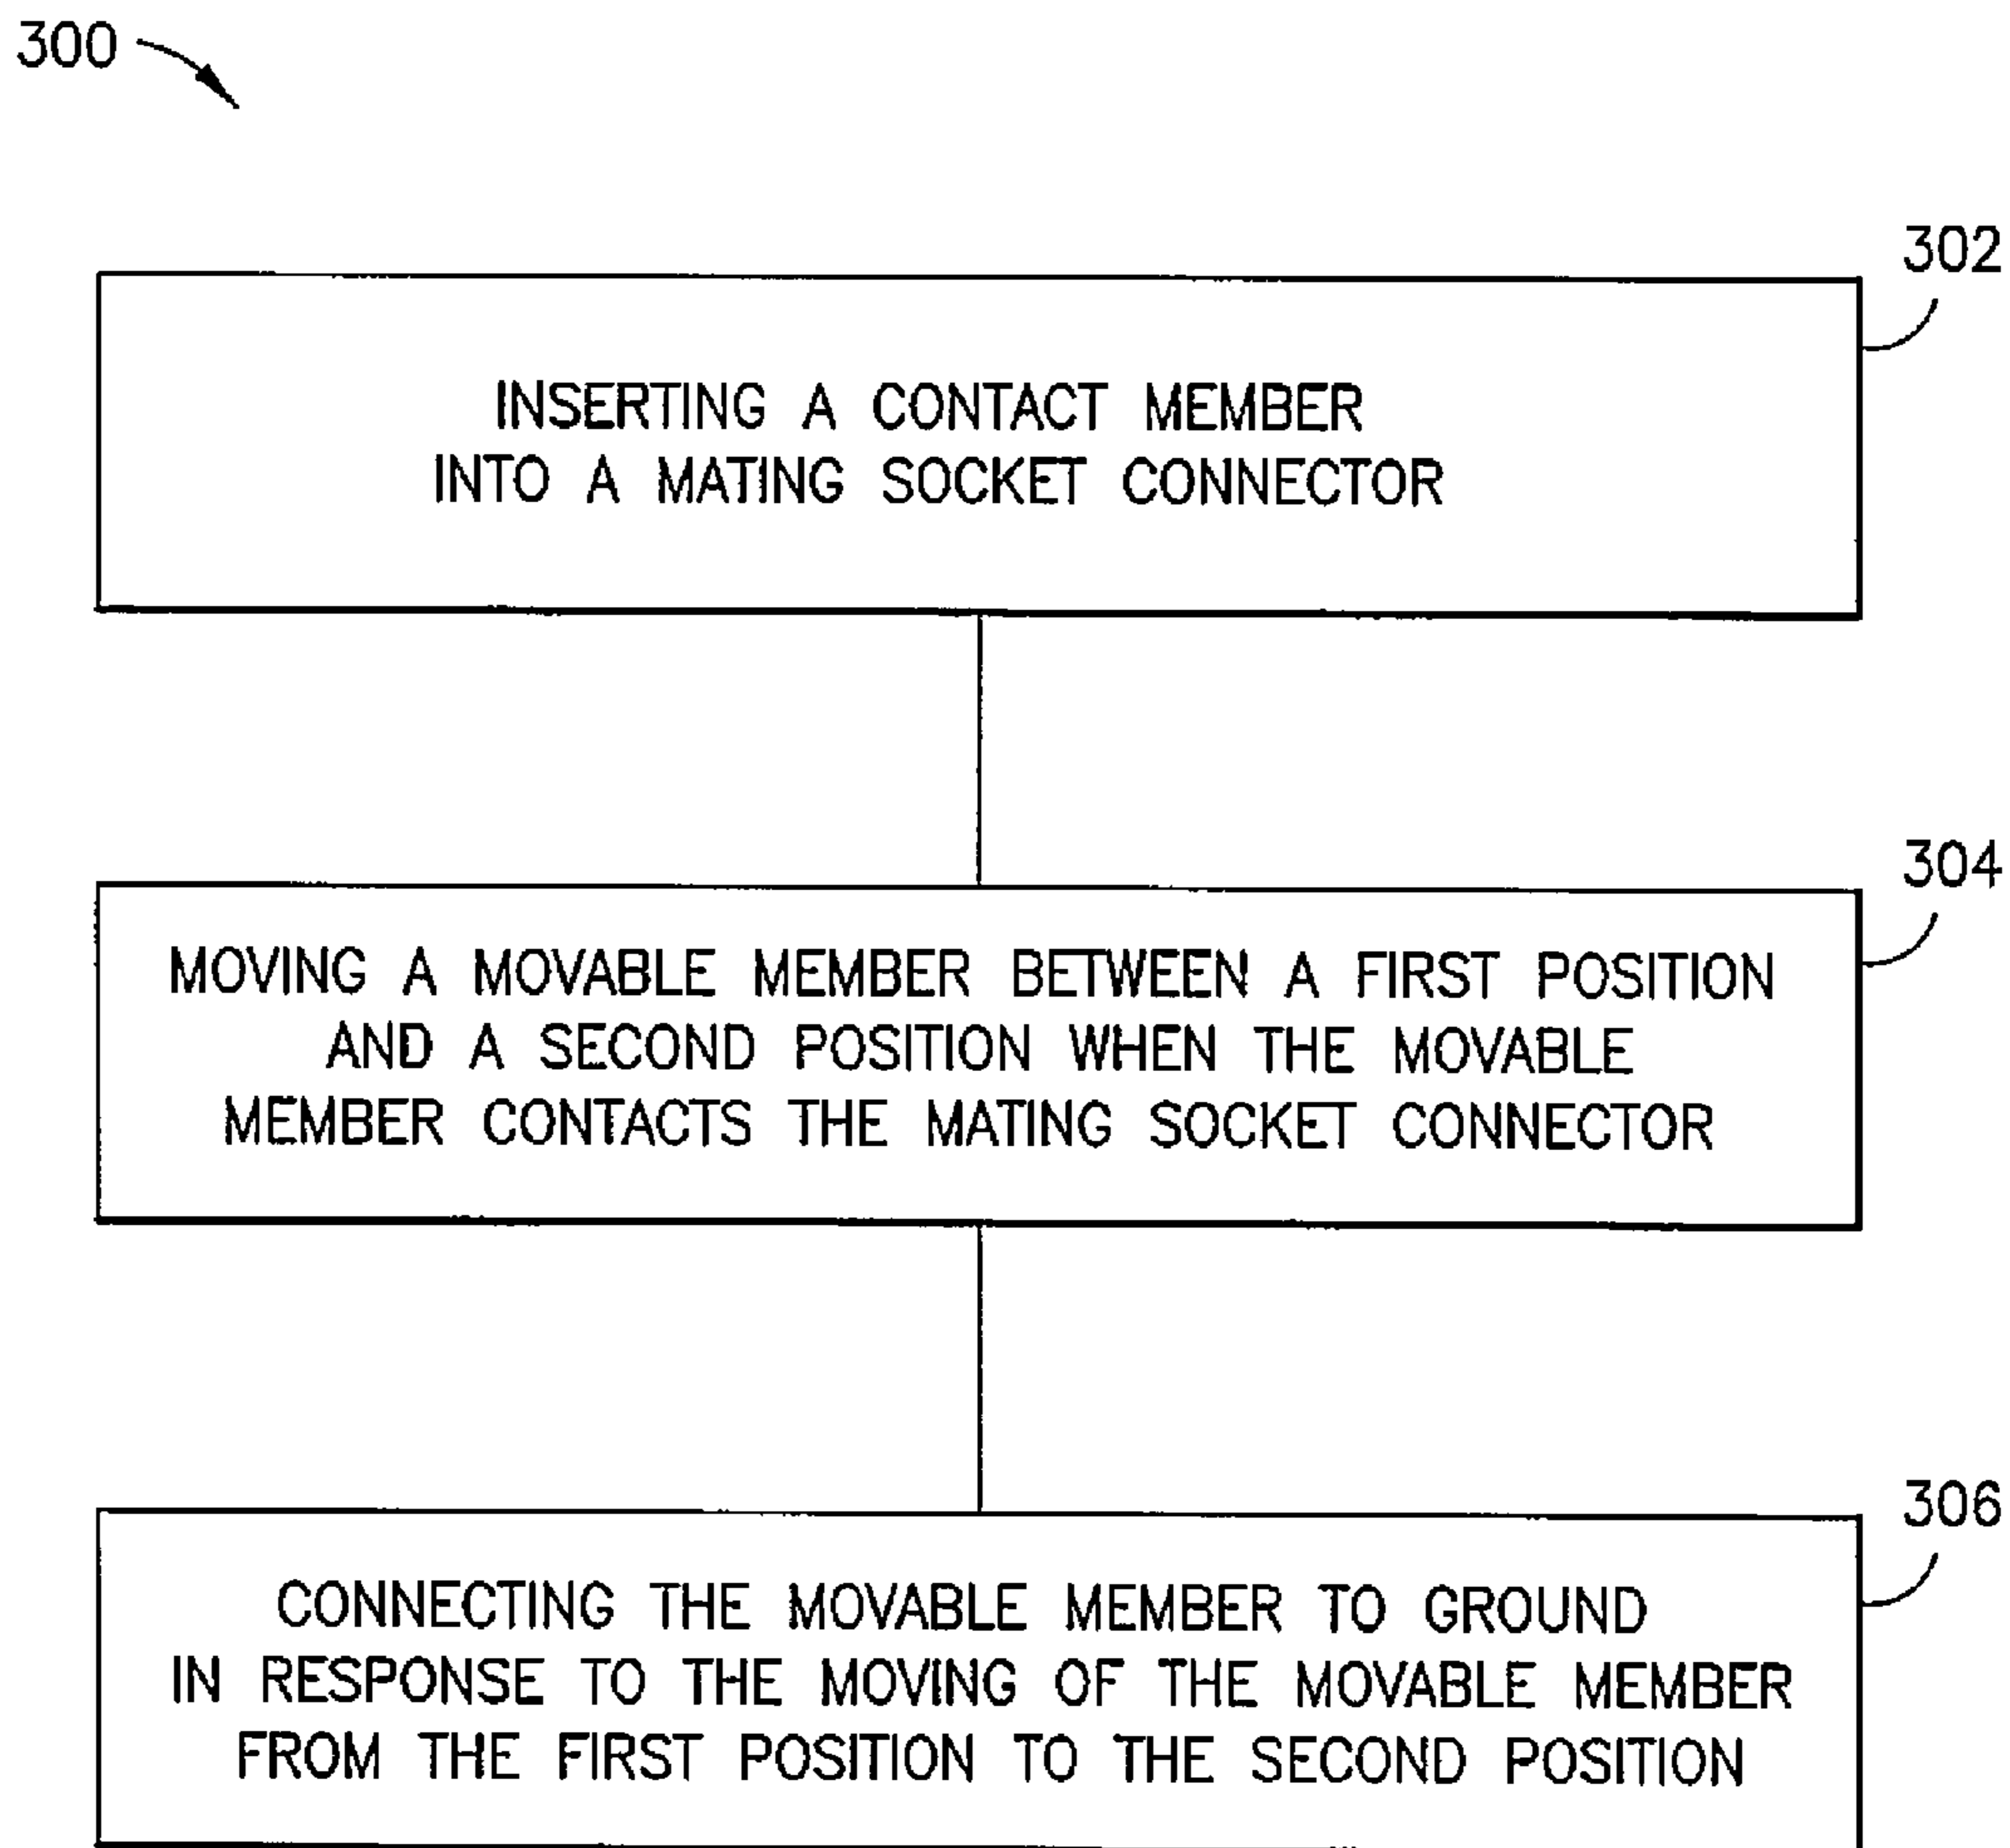 300
302
INSERTING A CONTACT MEMBER
INTO A MATING SOCKET CONNECTOR
304
MOVING A MOVABLE MEMBER BETWEEN A FIRST POSITION
AND A SECOND POSITION WHEN THE MOVABLE
MEMBER CONTACTS THE MATING SOCKET CONNECTOR
306
CONNECTING THE MOVABLE MEMBER TO GROUND
IN RESPONSE TO THE MOVING OF THE MOVABLE MEMBER
FROM THE FIRST POSITION TO THE SECOND POSITION